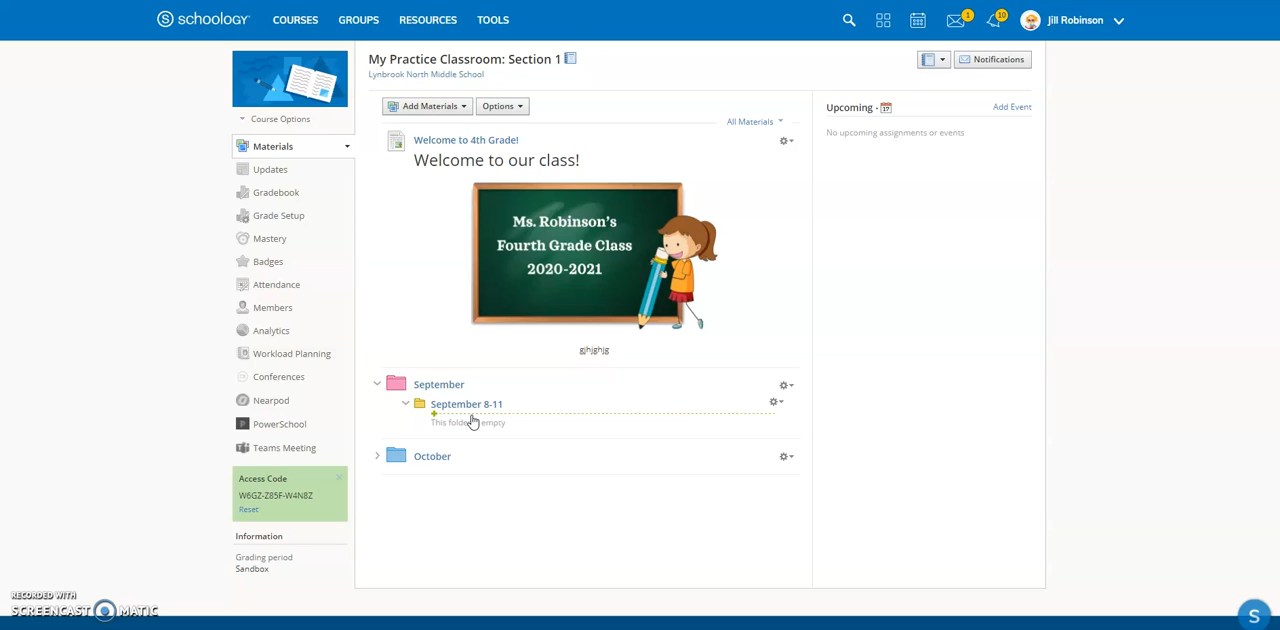 schoology
COURSES
GROUPS
RESOURCES
TOOLS
1
10
Jill Robinson
My Practice Classroom: Section 1
Lynbrook North Middle School
Notifications
Course Options
Materials
Updates
Gradebook
Grade Setup
Mastery
Badges
Attendance
Members
Analytics
Workload Planning
Conferences
Nearpod
PowerSchool
Teams Meeting
Access Code
W6GZ-Z85F-W4N8Z
Reset
Information
Grading period
Sandbox
Add Materials
Options
All Materials
Welcome to 4th Grade!
Welcome to our class!
Ms. Robinson's
Fourth Grade Class
2020-2021
gjhjghjg
September
September 8-11
This folder empty
October
Upcoming ·
17
Add Event
No upcoming assignments or events
RECORDED WITH
SCREENCAST MATIC
S